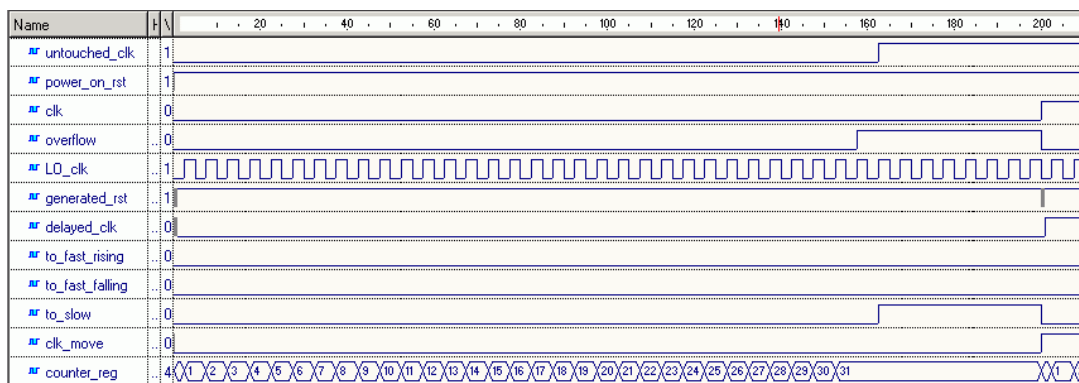 Name 20 40 60 80 100 120 140 160 180 200
untouched_clk 1
power_on_rst 1
clk 0
overflow .. 0
LO_clk .. 1
generated_rst .. 1
delayed_clk .. 0
to_fast_rising .. 0
to_fast_falling .. 0
to_slow .. 0
clk_move .. 0
counter_reg .. 4 1 2 3 4 5 6 7 8 9 10 11 12 13 14 15 16 17 18 19 20 21 22 23 24 25 26 27 28 29 30 31 1